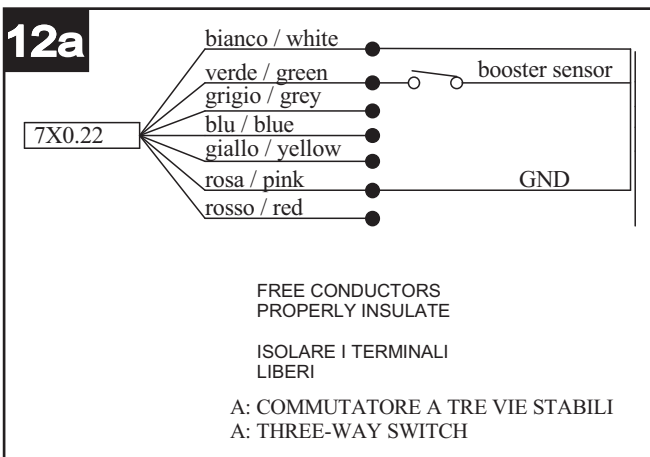 12a
bianco / white
verde / green
booster sensor
grigio / grey
7X0.22
blu / blue
giallo / yellow
rosa / pink
GND
rosso / red
FREE CONDUCTORS
PROPERLY INSULATE
ISOLARE I TERMINALI
LIBERI
A: COMMUTATORE A TRE VIE STABILI
A: THREE-WAY SWITCH